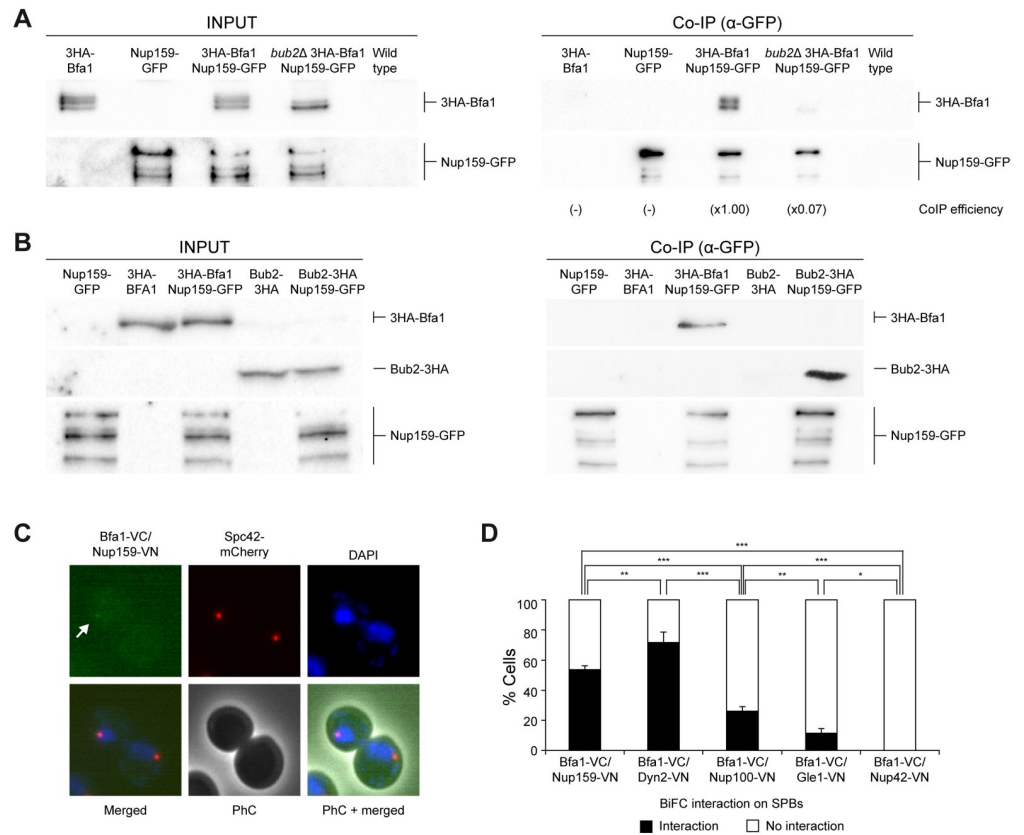 A
INPUT
Co-IP (α-GFP)
3HA- Nup159- 3HA-Bfa1 bub2Δ 3HA-Bfa1 Wild
Bfa1 GFP Nup159-GFP Nup159-GFP type
3HA- Nup159- 3HA-Bfa1 bub2Δ 3HA-Bfa1 Wild
Bfa1 GFP Nup159-GFP Nup159-GFP type
3HA-Bfa1
3HA-Bfa1
Nup159-GFP
Nup159-GFP
(-) (-) (x1.00) (x0.07) CoIP efficiency
B
INPUT
Co-IP (α-GFP)
Nup159- 3HA- 3HA-Bfa1 Bub2- Bub2-3HA
GFP BFA1 Nup159-GFP 3HA Nup159-GFP
Nup159- 3HA- 3HA-Bfa1 Bub2- Bub2-3HA
GFP BFA1 Nup159-GFP 3HA Nup159-GFP
3HA-Bfa1
3HA-Bfa1
Bub2-3HA
Bub2-3HA
Nup159-GFP
Nup159-GFP
C
Bfa1-VC/
Nup159-VN
Spc42-
mCherry
DAPI
Merged
PhC
PhC + merged
D
***
*** ***
** *** ** *
% Cells
100
80
60
40
20
0
Bfa1-VC/ Bfa1-VC/ Bfa1-VC/ Bfa1-VC/ Bfa1-VC/
Nup159-VN Dyn2-VN Nup100-VN Gle1-VN Nup42-VN
BiFC interaction on SPBs
Interaction No interaction